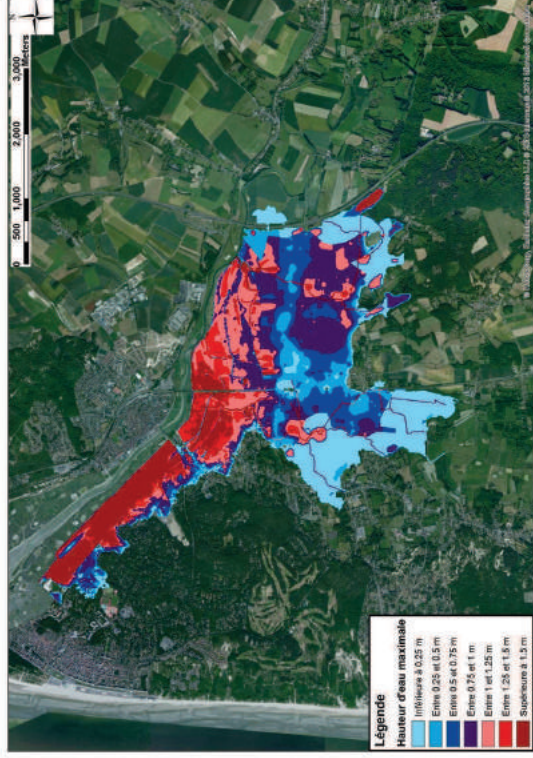 0 500 1,000 2,000 3,000
Meters
N
Légende
Hauteur d'eau maximale
Inférieure à 0.25 m
Entre 0.25 et 0.5 m
Entre 0.5 et 0.75 m
Entre 0.75 et 1 m
Entre 1 et 1.25 m
Entre 1.25 et 1.5 m
Supérieure à 1.5 m